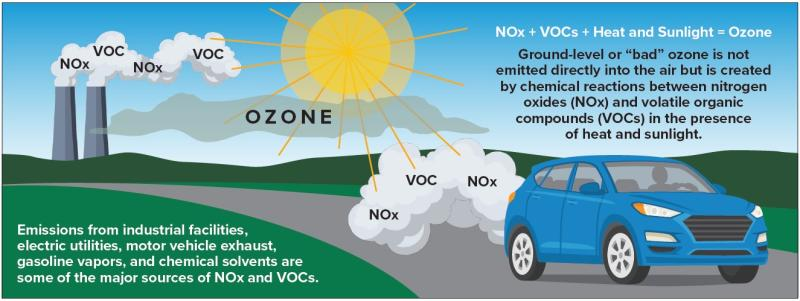 NOx + VOCs + Heat and Sunlight = Ozone
Ground-level or “bad” ozone is not
emitted directly into the air but is created
by chemical reactions between nitrogen
oxides (NOx) and volatile organic
compounds (VOCs) in the presence
of heat and sunlight.
NOx
VOC
NOx
VOC
OZONE
NOx
VOC
NOx
Emissions from industrial facilities,
electric utilities, motor vehicle exhaust,
gasoline vapors, and chemical solvents are
some of the major sources of NOx and VOCs.